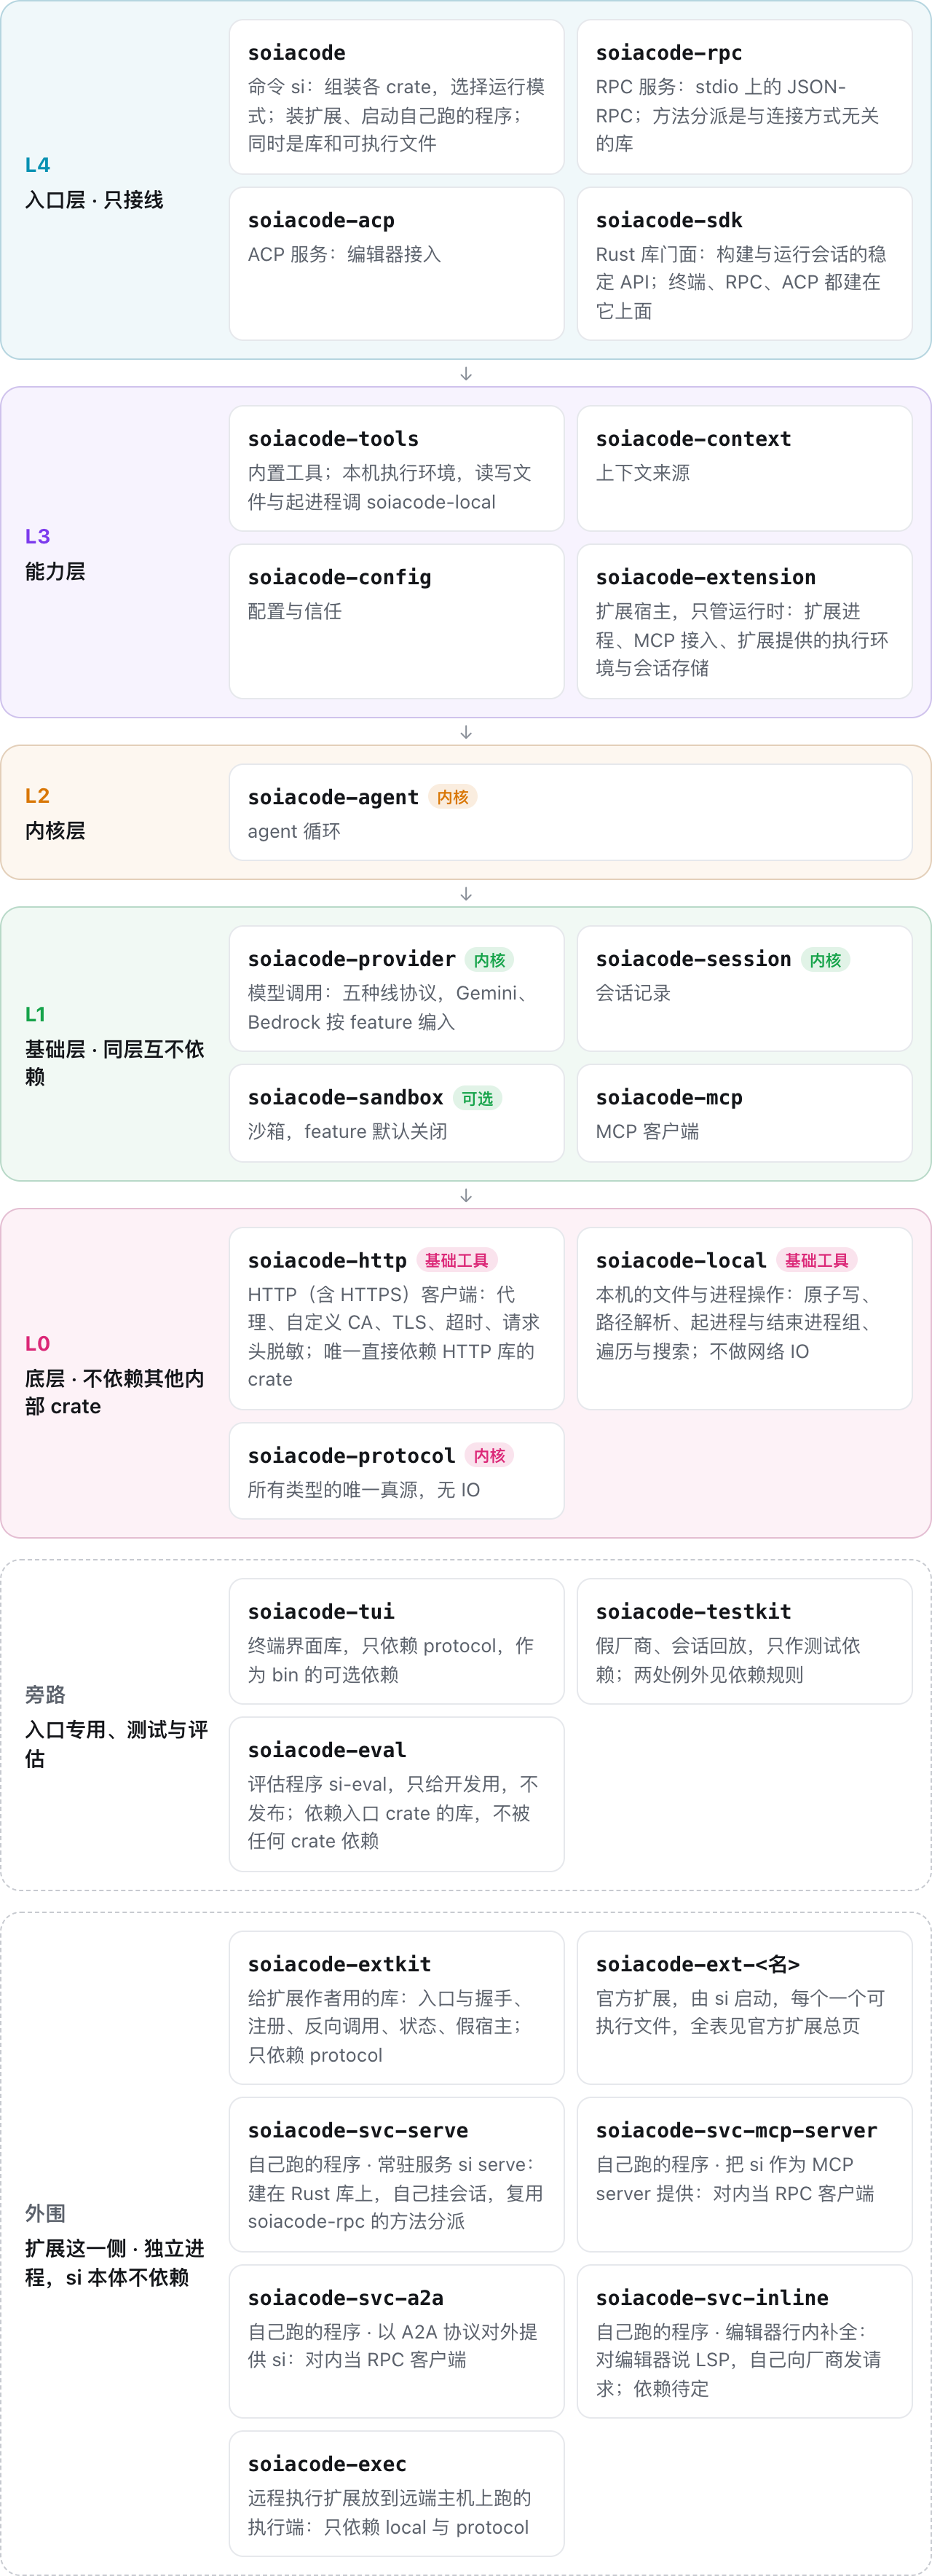 L4
入口层 · 只接线
soiacode
命令 si：组装各 crate，选择运行模
式；装扩展、启动自己跑的程序；
同时是库和可执行文件
soiacode-rpc
RPC 服务：stdio 上的 JSON-
RPC；方法分派是与连接方式无关
的库
soiacode-acp
ACP 服务：编辑器接入
soiacode-sdk
Rust 库门面：构建与运行会话的稳
定 API；终端、RPC、ACP 都建在
它上面
↓
L3
能力层
soiacode-tools
内置工具；本机执行环境，读写文
件与起进程调 soiacode-local
soiacode-context
上下文来源
soiacode-config
配置与信任
soiacode-extension
扩展宿主，只管运行时：扩展进
程、MCP 接入、扩展提供的执行环
境与会话存储
↓
L2
内核层
soiacode-agent 内核
agent 循环
↓
L1
基础层 · 同层互不依
赖
soiacode-provider 内核
模型调用：五种线协议，Gemini、
Bedrock 按 feature 编入
soiacode-session 内核
会话记录
soiacode-sandbox 可选
沙箱，feature 默认关闭
soiacode-mcp
MCP 客户端
↓
L0
底层 · 不依赖其他内
部 crate
soiacode-http 基础工具
HTTP（含 HTTPS）客户端：代
理、自定义 CA、TLS、超时、请求
头脱敏；唯一直接依赖 HTTP 库的
crate
soiacode-local 基础工具
本机的文件与进程操作：原子写、
路径解析、起进程与结束进程组、
遍历与搜索；不做网络 IO
soiacode-protocol 内核
所有类型的唯一真源，无 IO
旁路
入口专用、测试与评
估
soiacode-tui
终端界面库，只依赖 protocol，作
为 bin 的可选依赖
soiacode-testkit
假厂商、会话回放，只作测试依
赖；两处例外见依赖规则
soiacode-eval
评估程序 si-eval，只给开发用，不
发布；依赖入口 crate 的库，不被
任何 crate 依赖
外围
扩展这一侧 · 独立进
程，si 本体不依赖
soiacode-extkit
给扩展作者用的库：入口与握手、
注册、反向调用、状态、假宿主；
只依赖 protocol
soiacode-ext-<名>
官方扩展，由 si 启动，每个一个可
执行文件，全表见官方扩展总页
soiacode-svc-serve
自己跑的程序 · 常驻服务 si serve：
建在 Rust 库上，自己挂会话，复用
soiacode-rpc 的方法分派
soiacode-svc-mcp-server
自己跑的程序 · 把 si 作为 MCP
server 提供：对内当 RPC 客户端
soiacode-svc-a2a
自己跑的程序 · 以 A2A 协议对外提
供 si：对内当 RPC 客户端
soiacode-svc-inline
自己跑的程序 · 编辑器行内补全：
对编辑器说 LSP，自己向厂商发请
求；依赖待定
soiacode-exec
远程执行扩展放到远端主机上跑的
执行端：只依赖 local 与 protocol